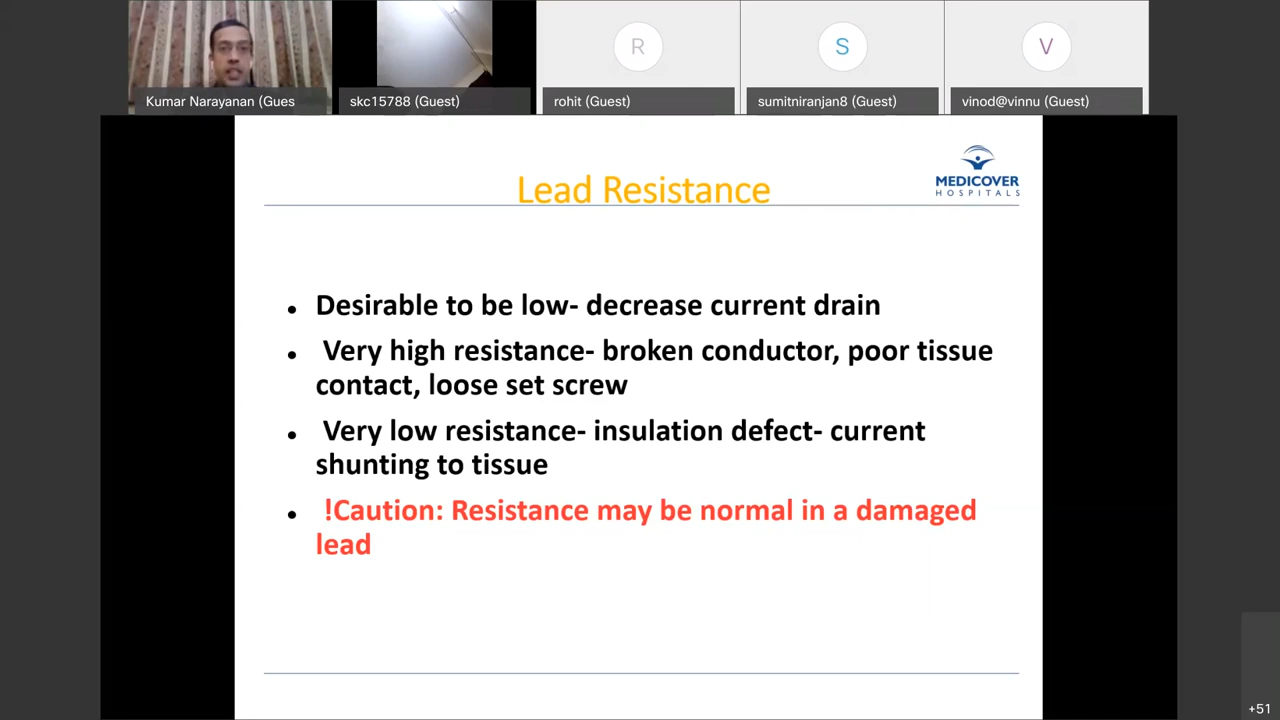 Kumar Narayanan (Gues
skc15788 (Guest)
R
rohit (Guest)
S
sumitniranjan8 (Guest)
V
vinod@vinnu (Guest)
MEDICOVER
HOSPITALS
Lead Resistance
• Desirable to be low- decrease current drain
• Very high resistance- broken conductor, poor tissue
contact, loose set screw
• Very low resistance- insulation defect- current
shunting to tissue
• !Caution: Resistance may be normal in a damaged
lead
+51